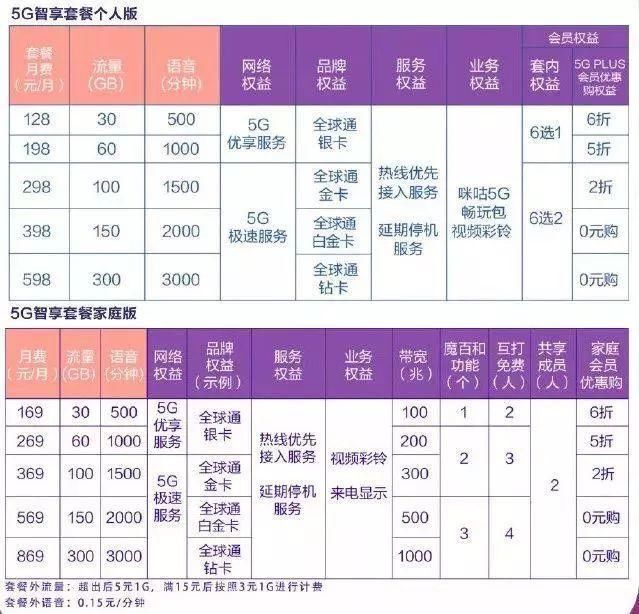 5G智享套餐个人版
套餐月费(元/月) 流量(GB) 语音(分钟) 网络权益 品牌权益 服务权益 业务权益 会员权益
套内权益 5G PLUS会员优惠购权益
128 30 500 5G优享服务 全球通银卡 热线优先接入服务 延期停机服务 咪咕5G畅玩包 视频彩铃 6选1 6折
198 60 1000 5折
298 100 1500 5G极速服务 全球通金卡 6选2 2折
398 150 2000 全球通白金卡 0元购
598 300 3000 全球通钻卡 0元购
5G智享套餐家庭版
月费(元/月) 流量(GB) 语音(分钟) 网络权益 品牌权益(示例) 服务权益 业务权益 带宽(兆) 魔百和功能(个) 互打免费(人) 共享成员(人) 家庭会员优惠购
169 30 500 5G优享服务 全球通银卡 热线优先接入服务 延期停机服务 视频彩铃 来电显示 100 1 2 2 6折
269 60 1000 200 2 3 5折
369 100 1500 5G极速服务 全球通金卡 300 2折
569 150 2000 全球通白金卡 500 3 4 0元购
869 300 3000 全球通钻卡 1000 0元购
套餐外流量：超出后5元1G，满15元后按照3元1G进行计费
套餐外语音：0.15元/分钟